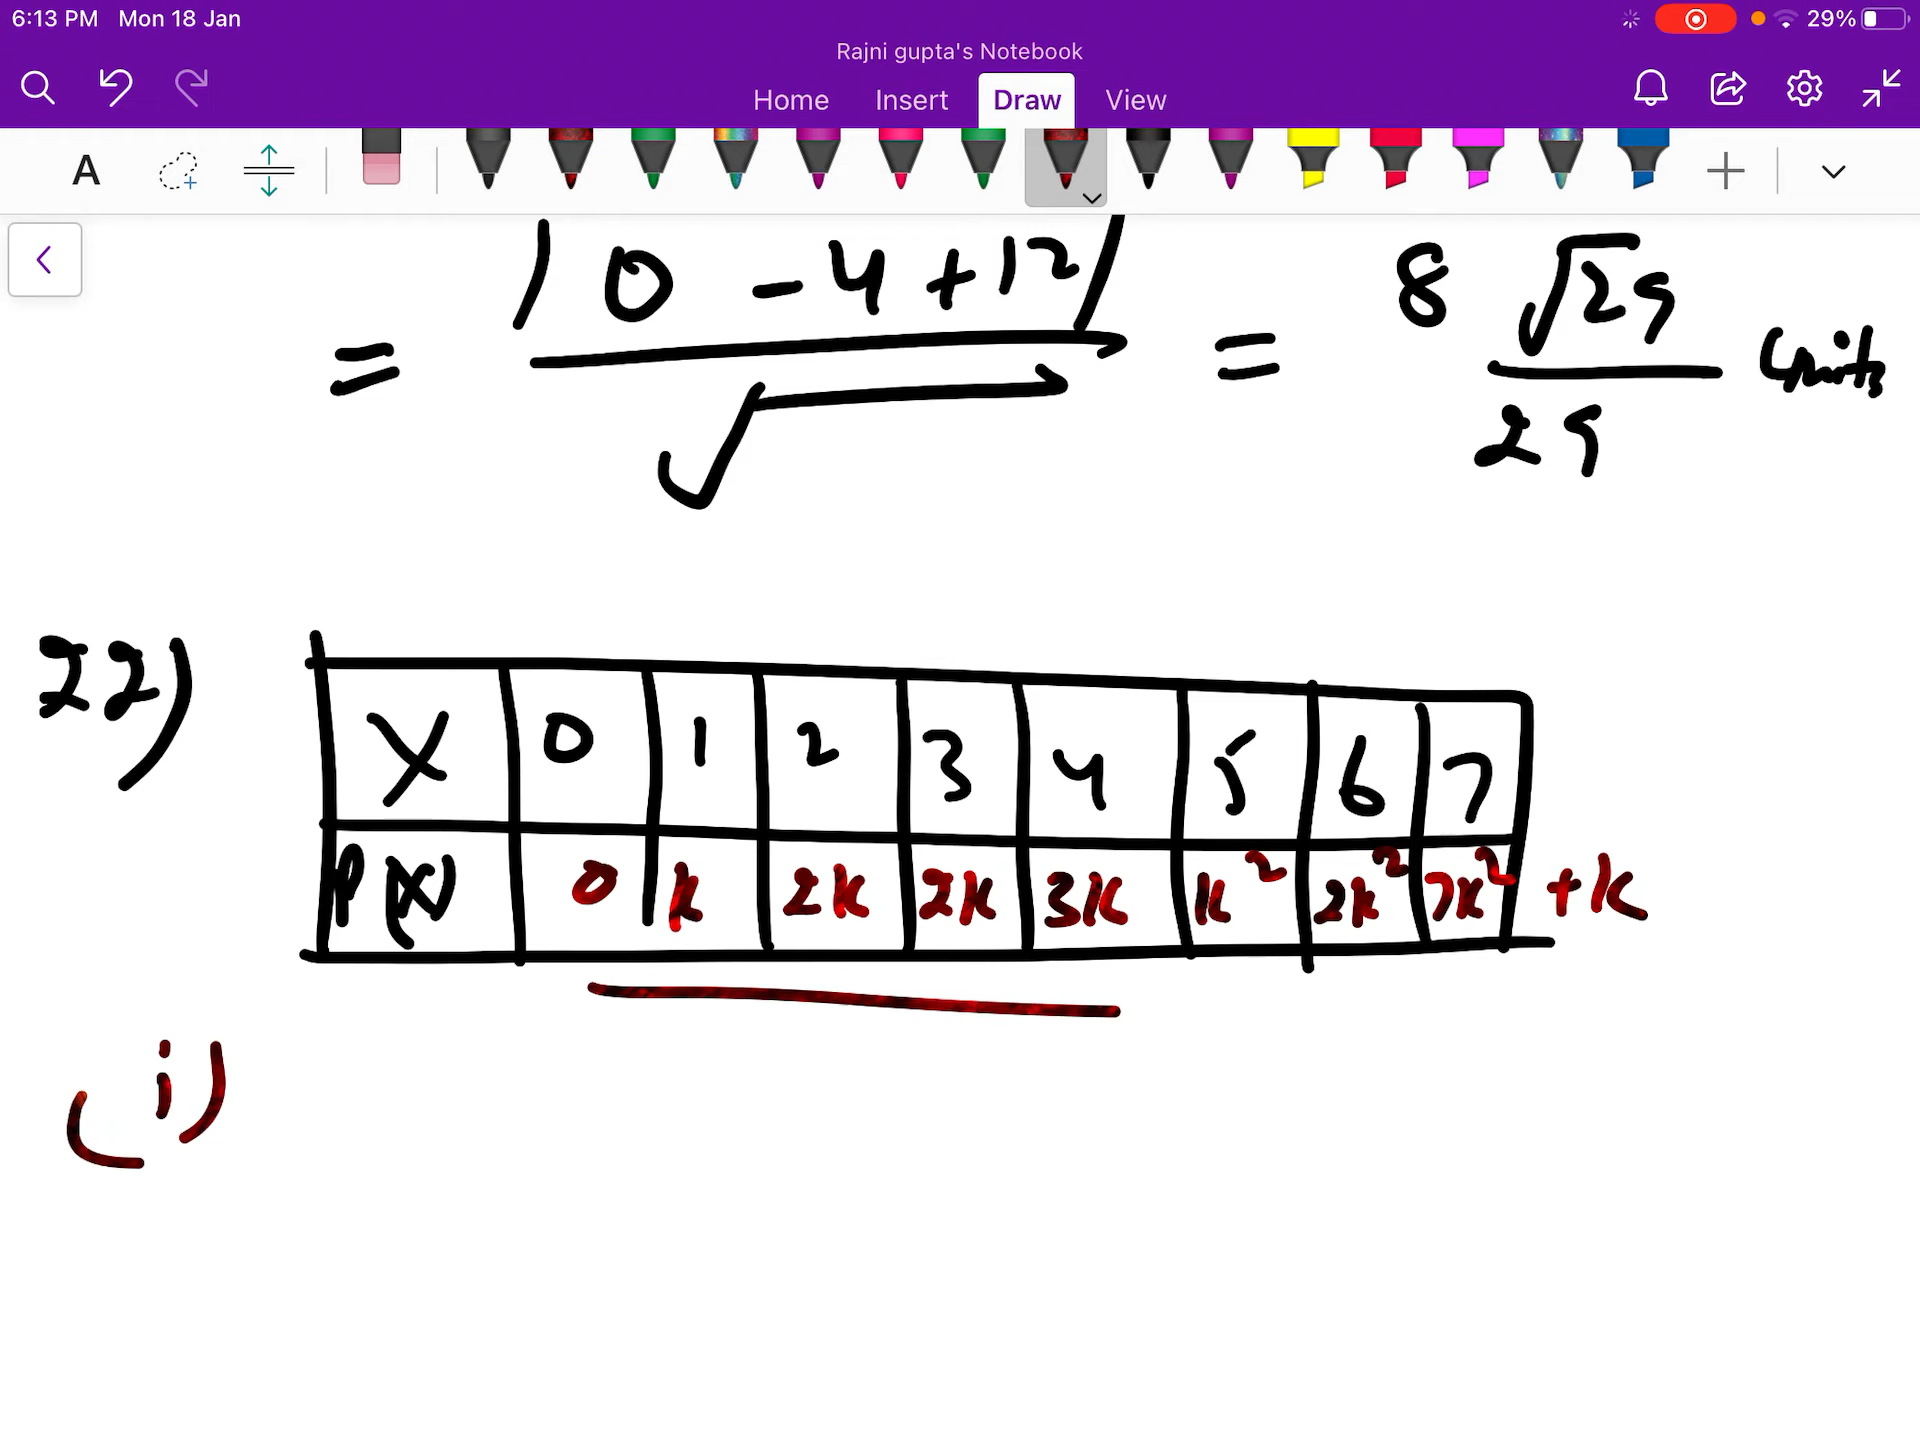 6:13 PM Mon 18 Jan 29%
Rajni gupta's Notebook
Home Insert Draw View
A
= |0 - 4 + 12| / √ = 8 √29 / 29 units
22)
X 0 1 2 3 4 5 6 7
P(X) 0 k 2k 2k 3k k² 2k² 7k² + k
(i)